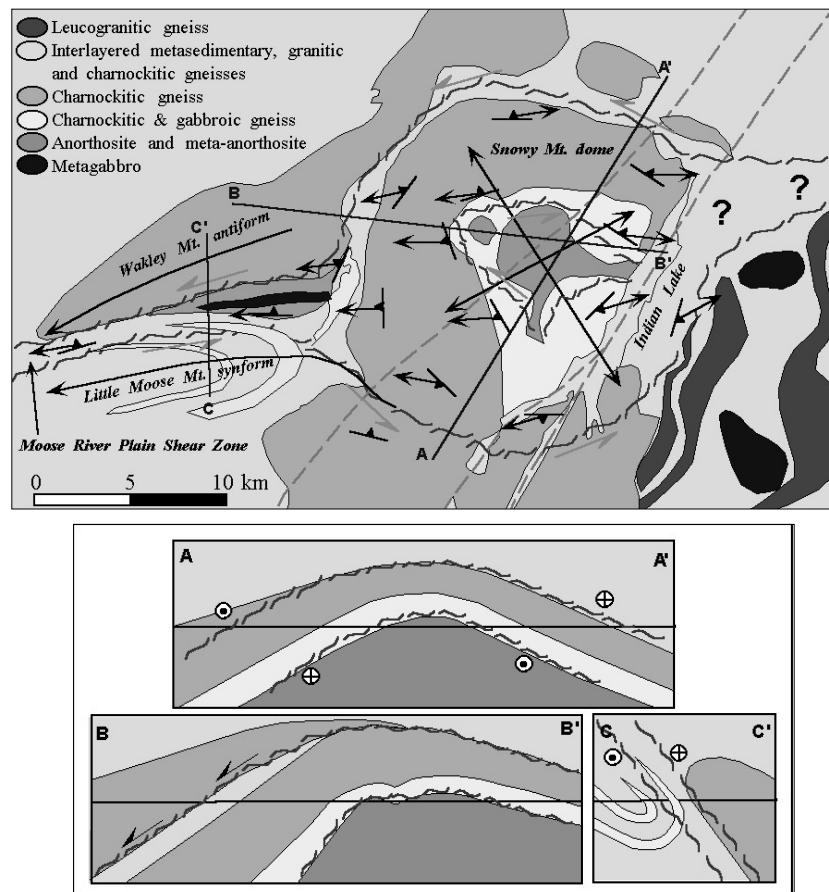 Leucogranitic gneiss
Interlayered metasedimentary, granitic
and charnockitic gneisses
Charnockitic gneiss
Charnockitic & gabbroic gneiss
Anorthosite and meta-anorthosite
Metagabbro
A'
Snowy Mt. dome
B
C'
Wakley Mt. antiform
? ?
B'
Indian Lake
Little Moose Mt. synform
C
A
Moose River Plain Shear Zone
0 5 10 km
A A'
B B'
C C'